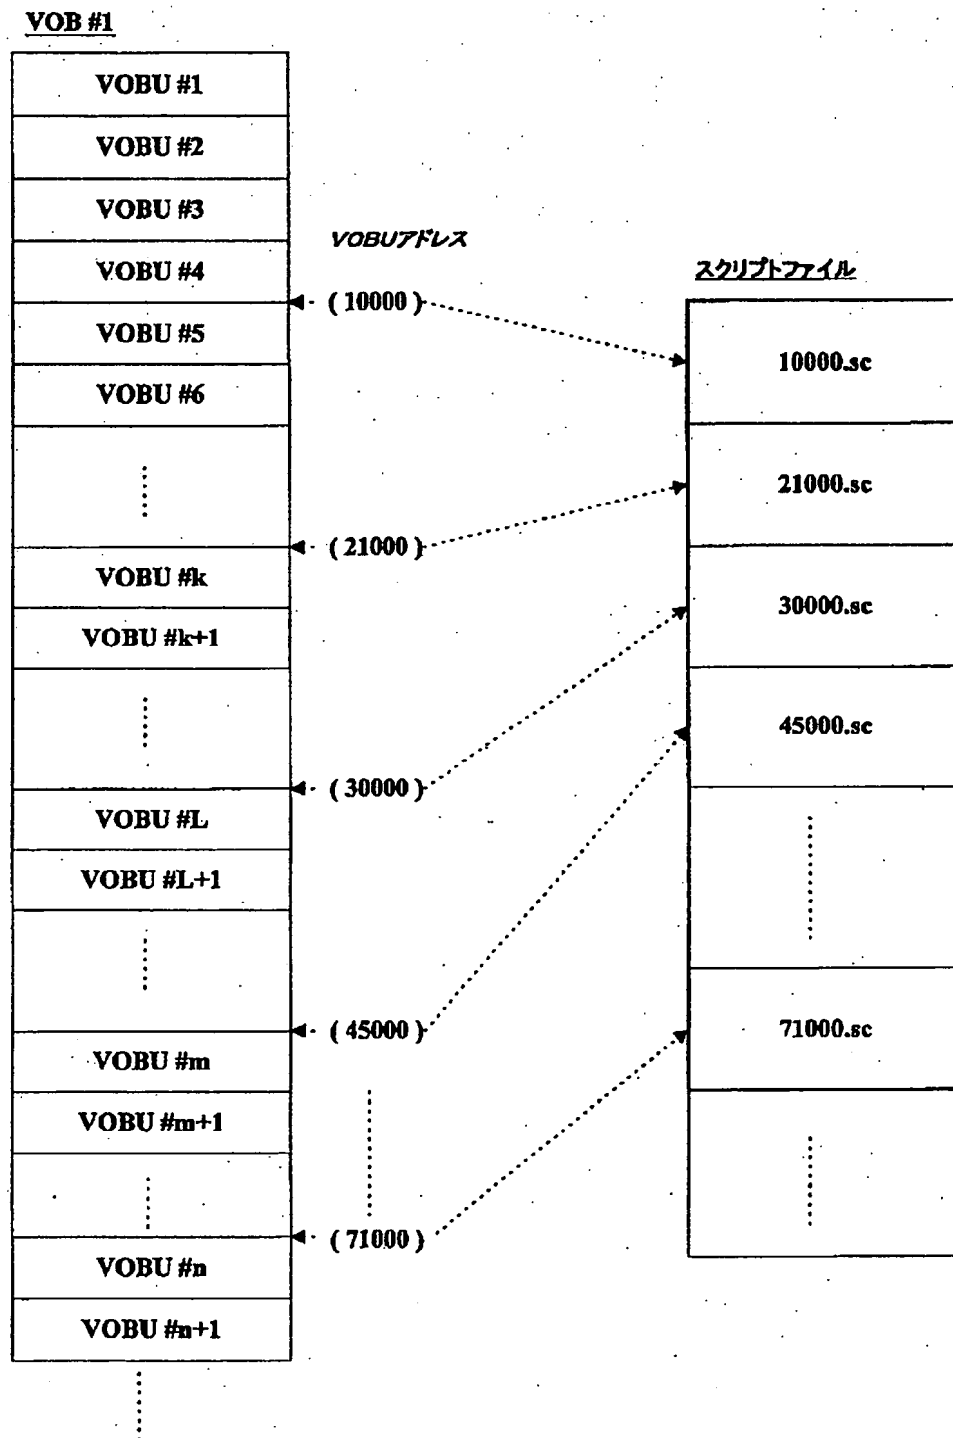 VOB #1
VOBU #1
VOBU #2
VOBU #3
VOBU #4
VOBU #5
VOBU #6
VOBU #k
VOBU #k+1
VOBU #L
VOBU #L+1
VOBU #m
VOBU #m+1
VOBU #n
VOBU #n+1
VOBUアドレス
( 10000 )
( 21000 )
( 30000 )
( 45000 )
( 71000 )
スクリプトファイル
10000.sc
21000.sc
30000.sc
45000.sc
71000.sc